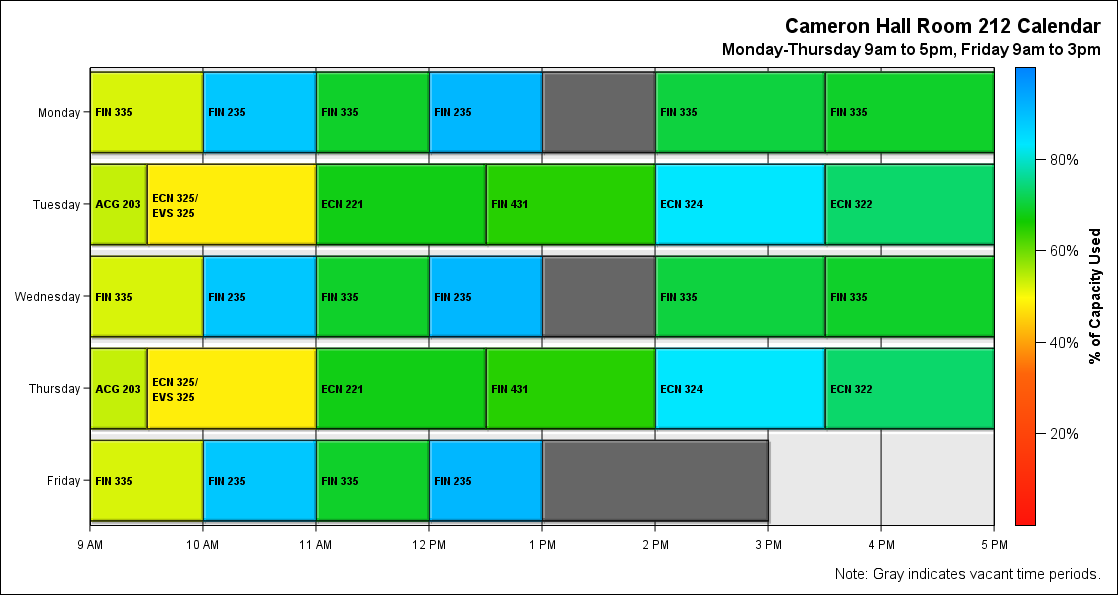 Cameron Hall Room 212 Calendar
Monday-Thursday 9am to 5pm, Friday 9am to 3pm
Monday
FIN 335
FIN 235
FIN 335
FIN 235
FIN 335
FIN 335
Tuesday
ACG 203
ECN 325/
EVS 325
ECN 221
FIN 431
ECN 324
ECN 322
Wednesday
FIN 335
FIN 235
FIN 335
FIN 235
FIN 335
FIN 335
Thursday
ACG 203
ECN 325/
EVS 325
ECN 221
FIN 431
ECN 324
ECN 322
Friday
FIN 335
FIN 235
FIN 335
FIN 235
9 AM
10 AM
11 AM
12 PM
1 PM
2 PM
3 PM
4 PM
5 PM
80%
60%
40%
20%
% of Capacity Used
Note: Gray indicates vacant time periods.